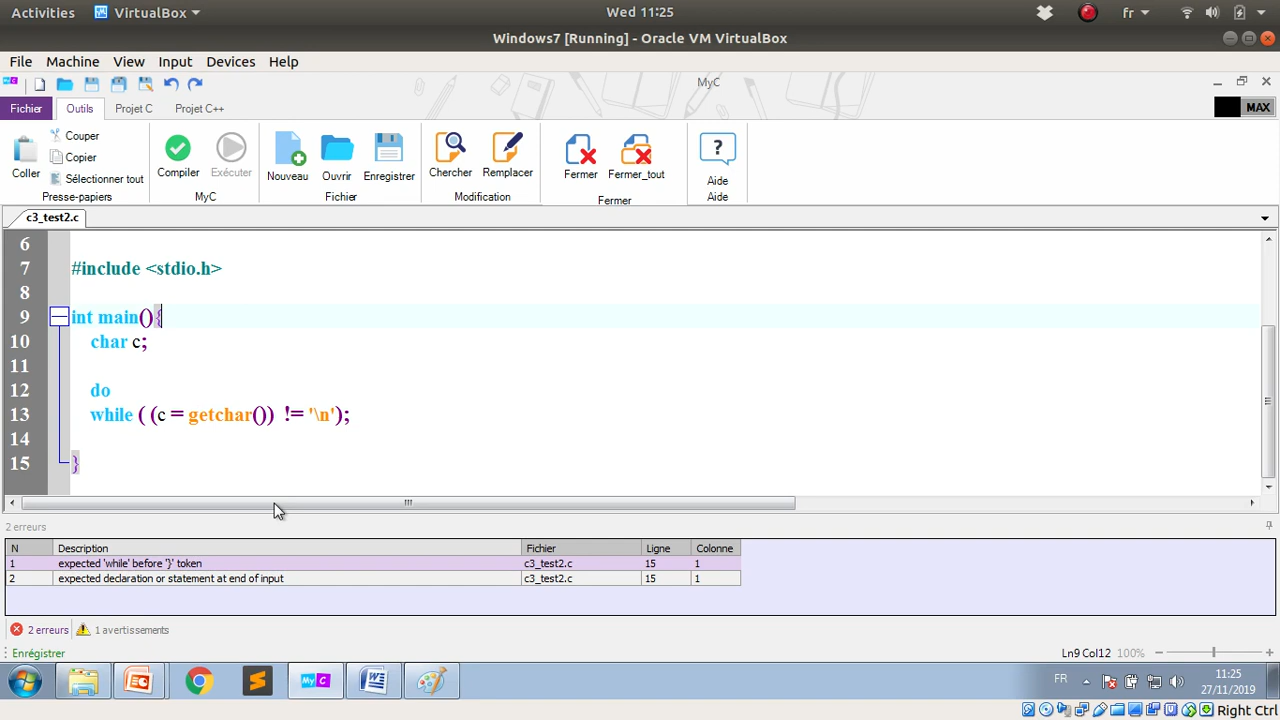 Activities VirtualBox Wed 11:25 fr
Windows7 [Running] - Oracle VM VirtualBox
File Machine View Input Devices Help
MyC
Fichier Outils Projet C Projet C++ MAX
Coller Couper Copier Sélectionner tout
Presse-papiers
Compiler Exécuter
MyC
Nouveau Ouvrir Enregistrer
Fichier
Chercher Remplacer
Modification
Fermer Fermer_tout
Fermer
? Aide
Aide
c3_test2.c
6
7 #include <stdio.h>
8
9 int main(){
10 char c;
11
12 do
13 while ( (c = getchar()) != '\n');
14
15 }
2 erreurs
N Description Fichier Ligne Colonne
1 expected 'while' before '}' token c3_test2.c 15 1
2 expected declaration or statement at end of input c3_test2.c 15 1
2 erreurs 1 avertissements
Enrégistrer Ln9 Col12 100%
MyC FR 11:25
27/11/2019
Right Ctrl